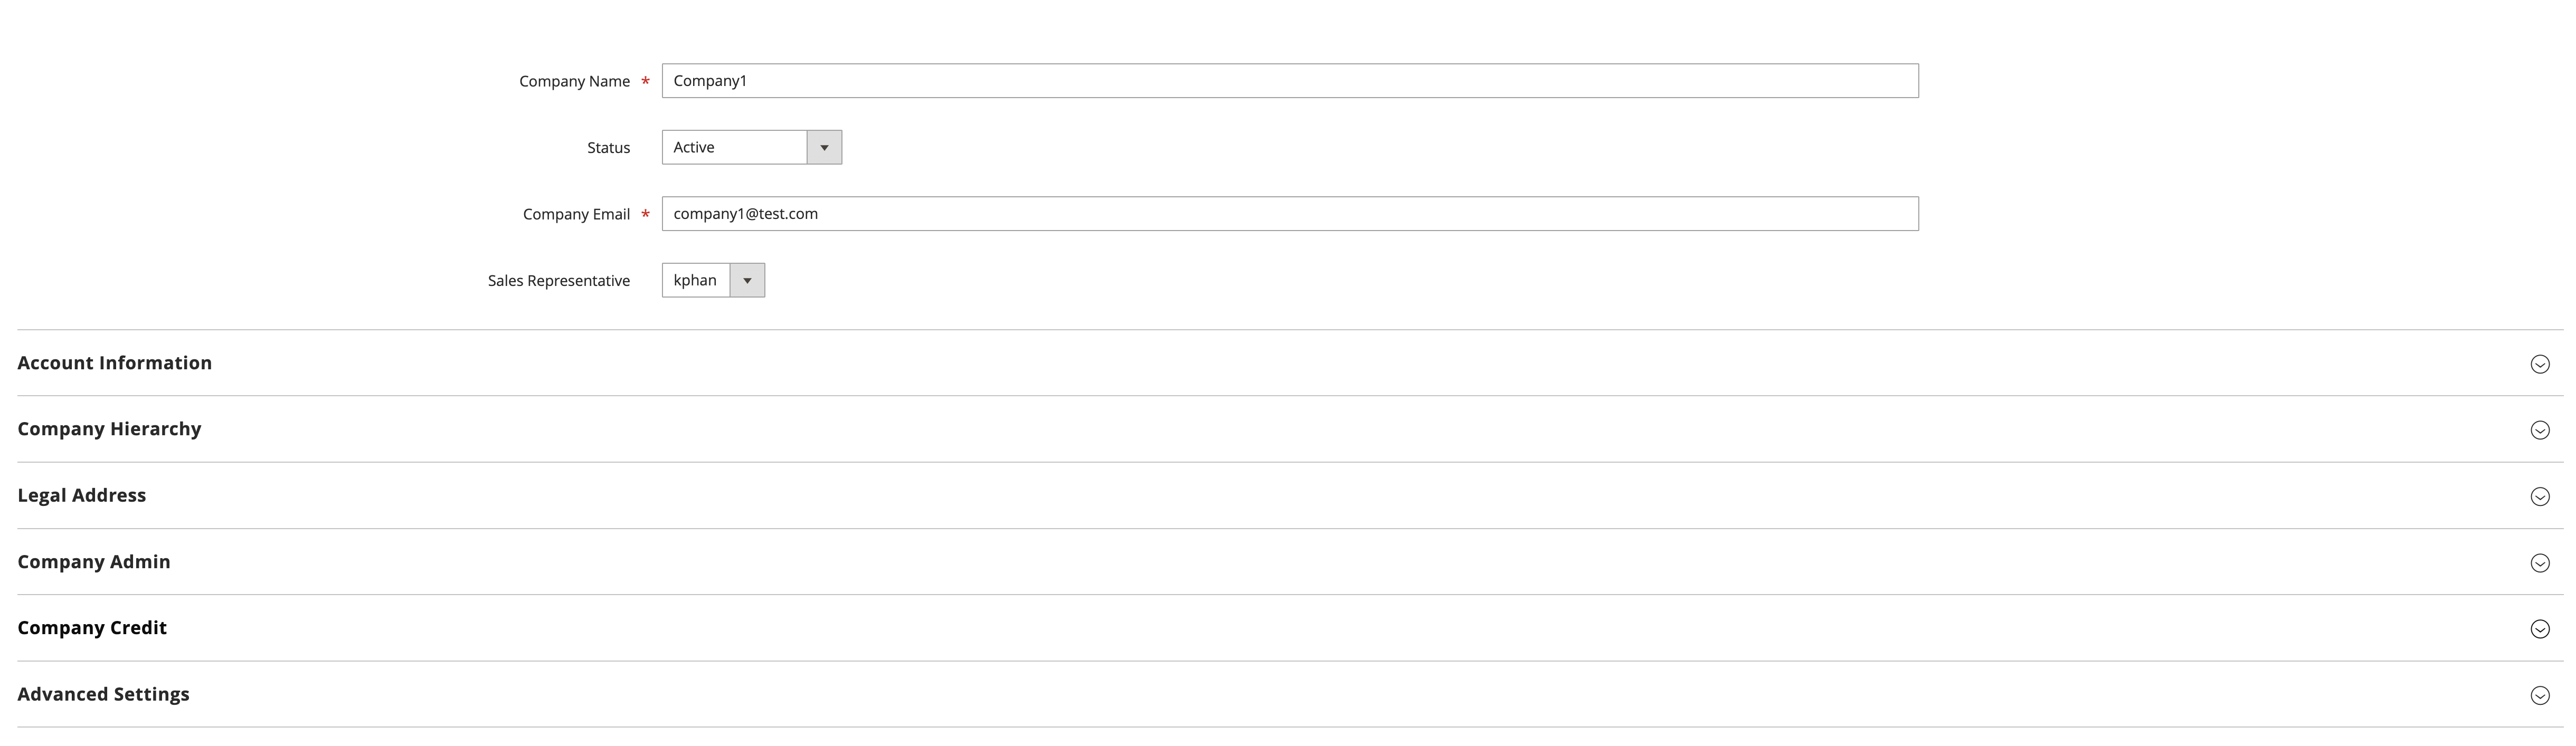 Company Name * Company1
Status Active
Company Email * company1@test.com
Sales Representative kphan
Account Information
Company Hierarchy
Legal Address
Company Admin
Company Credit
Advanced Settings